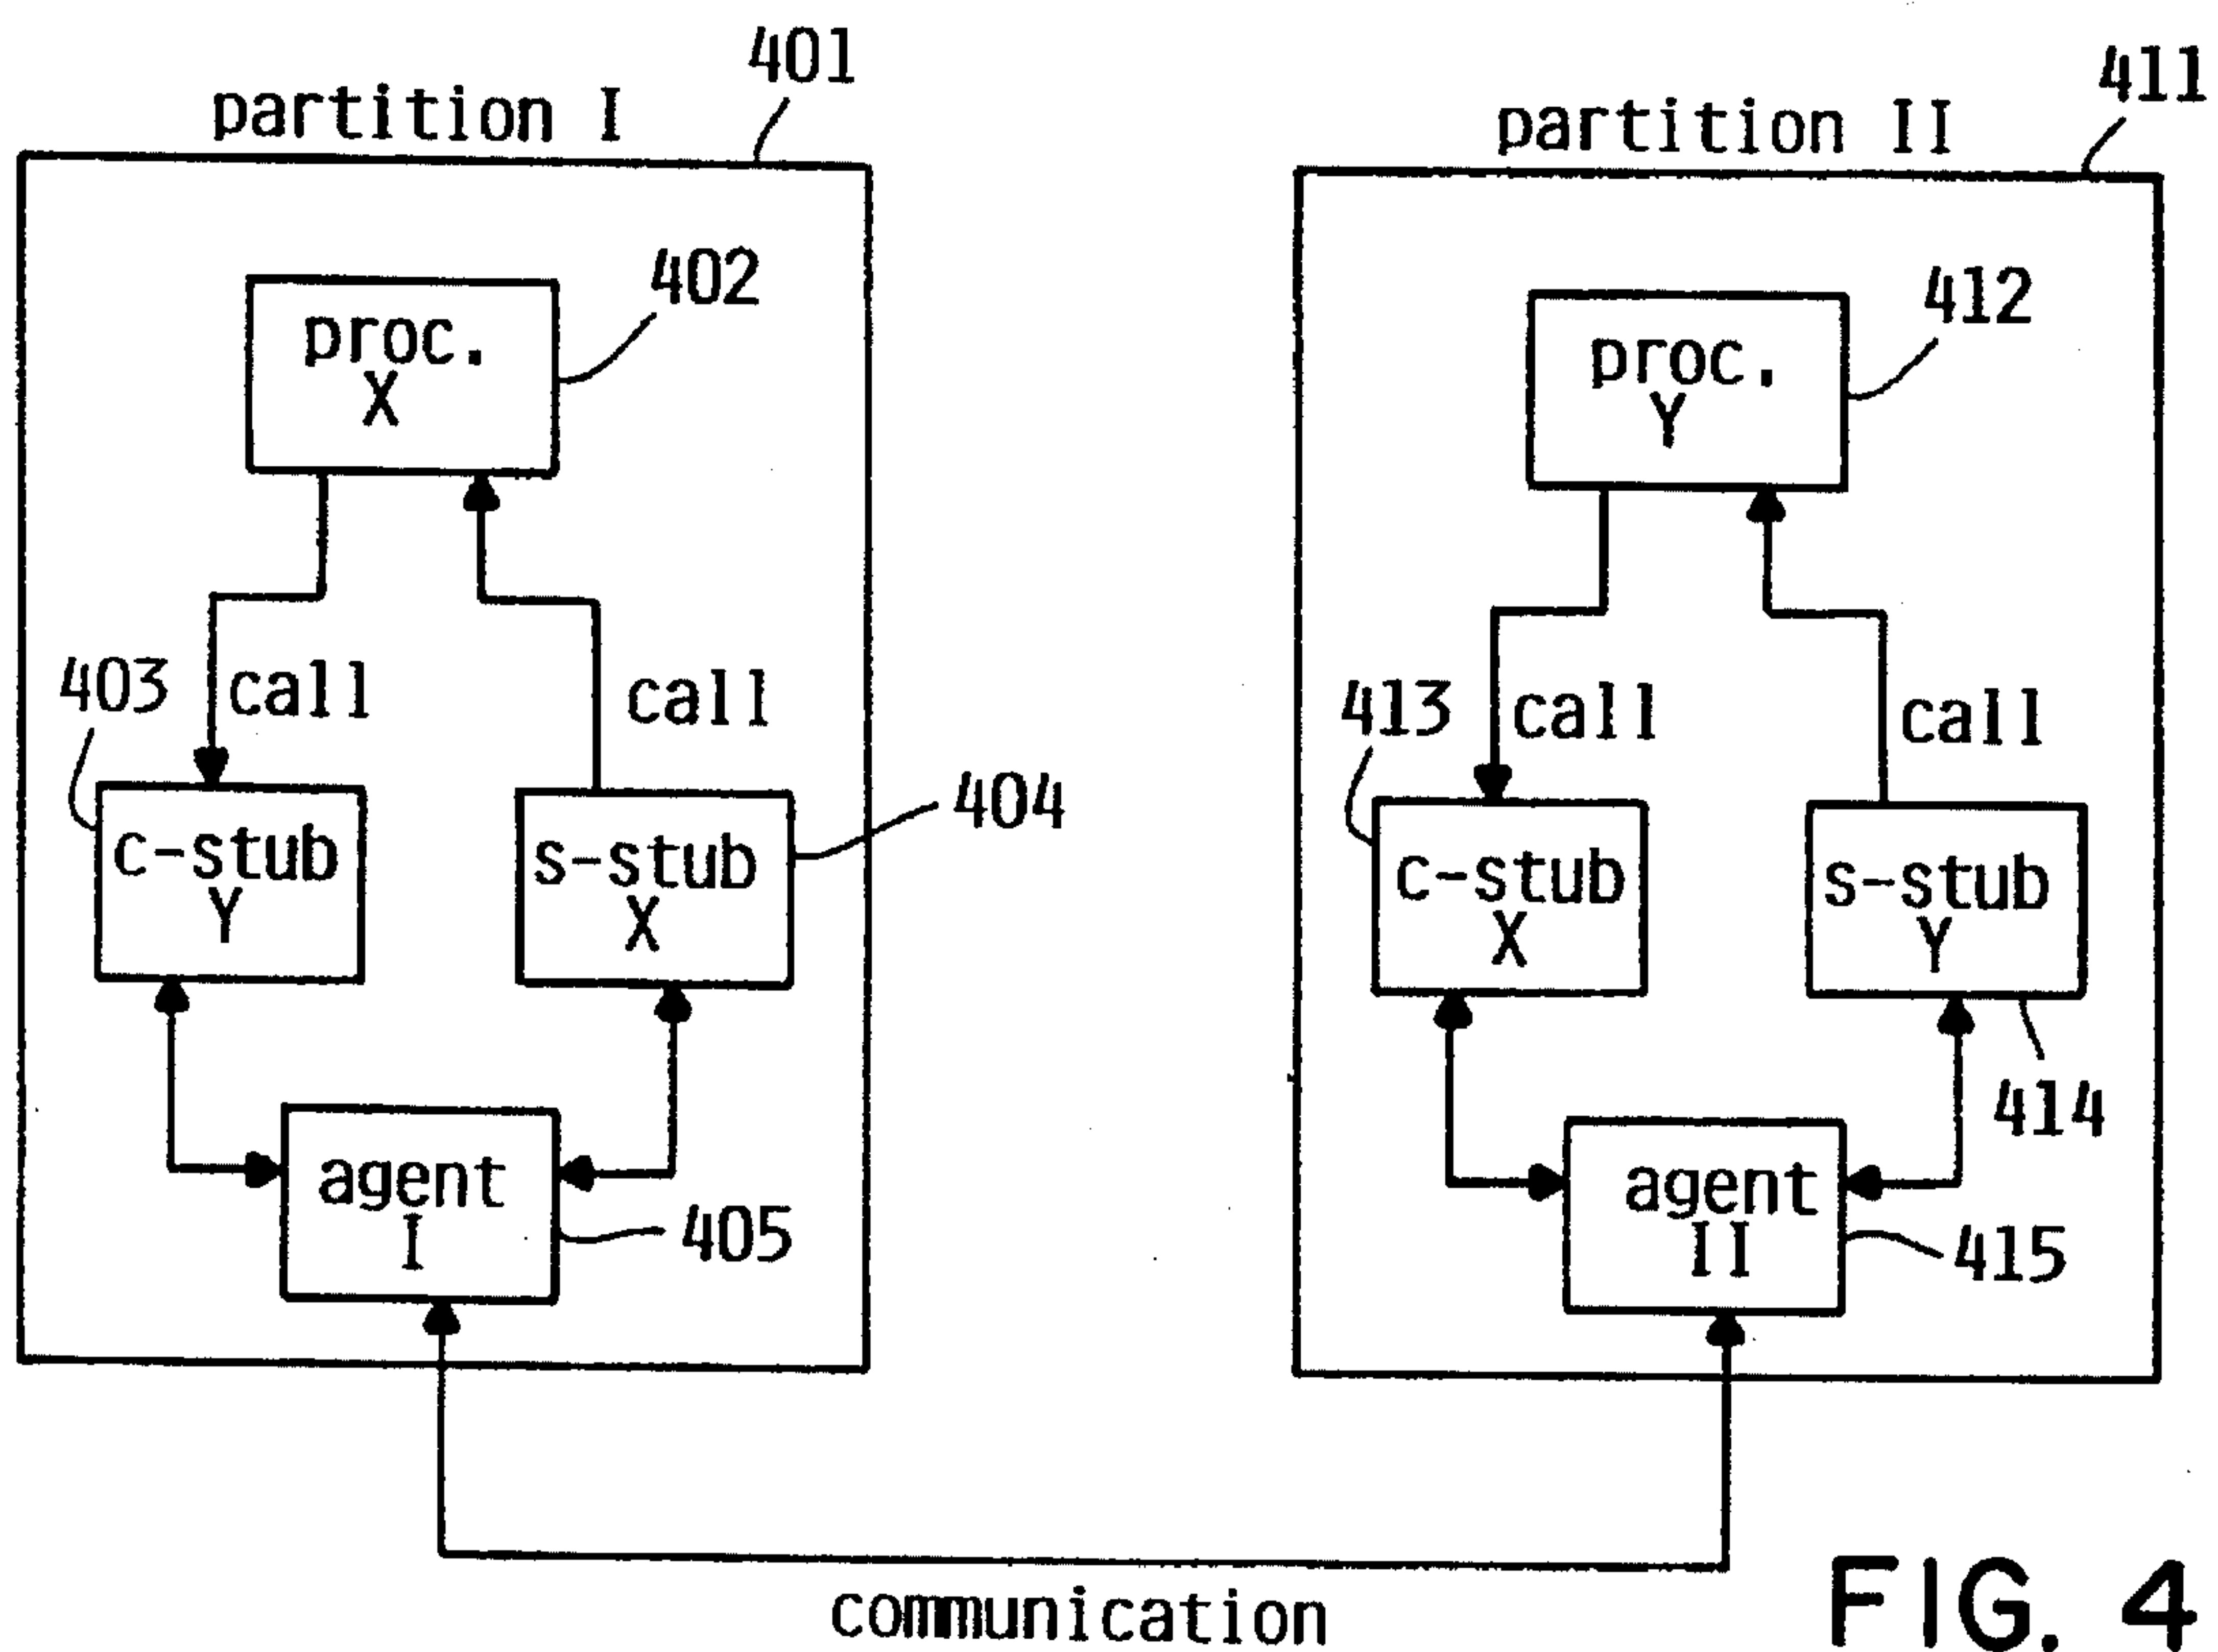 401
partition I
402
proc.
X
403
call
call
404
c-stub
Y
s-stub
X
agent
I
405
411
partition II
412
proc.
Y
413
call
call
c-stub
X
s-stub
Y
414
agent
II
415
communication
FIG. 4